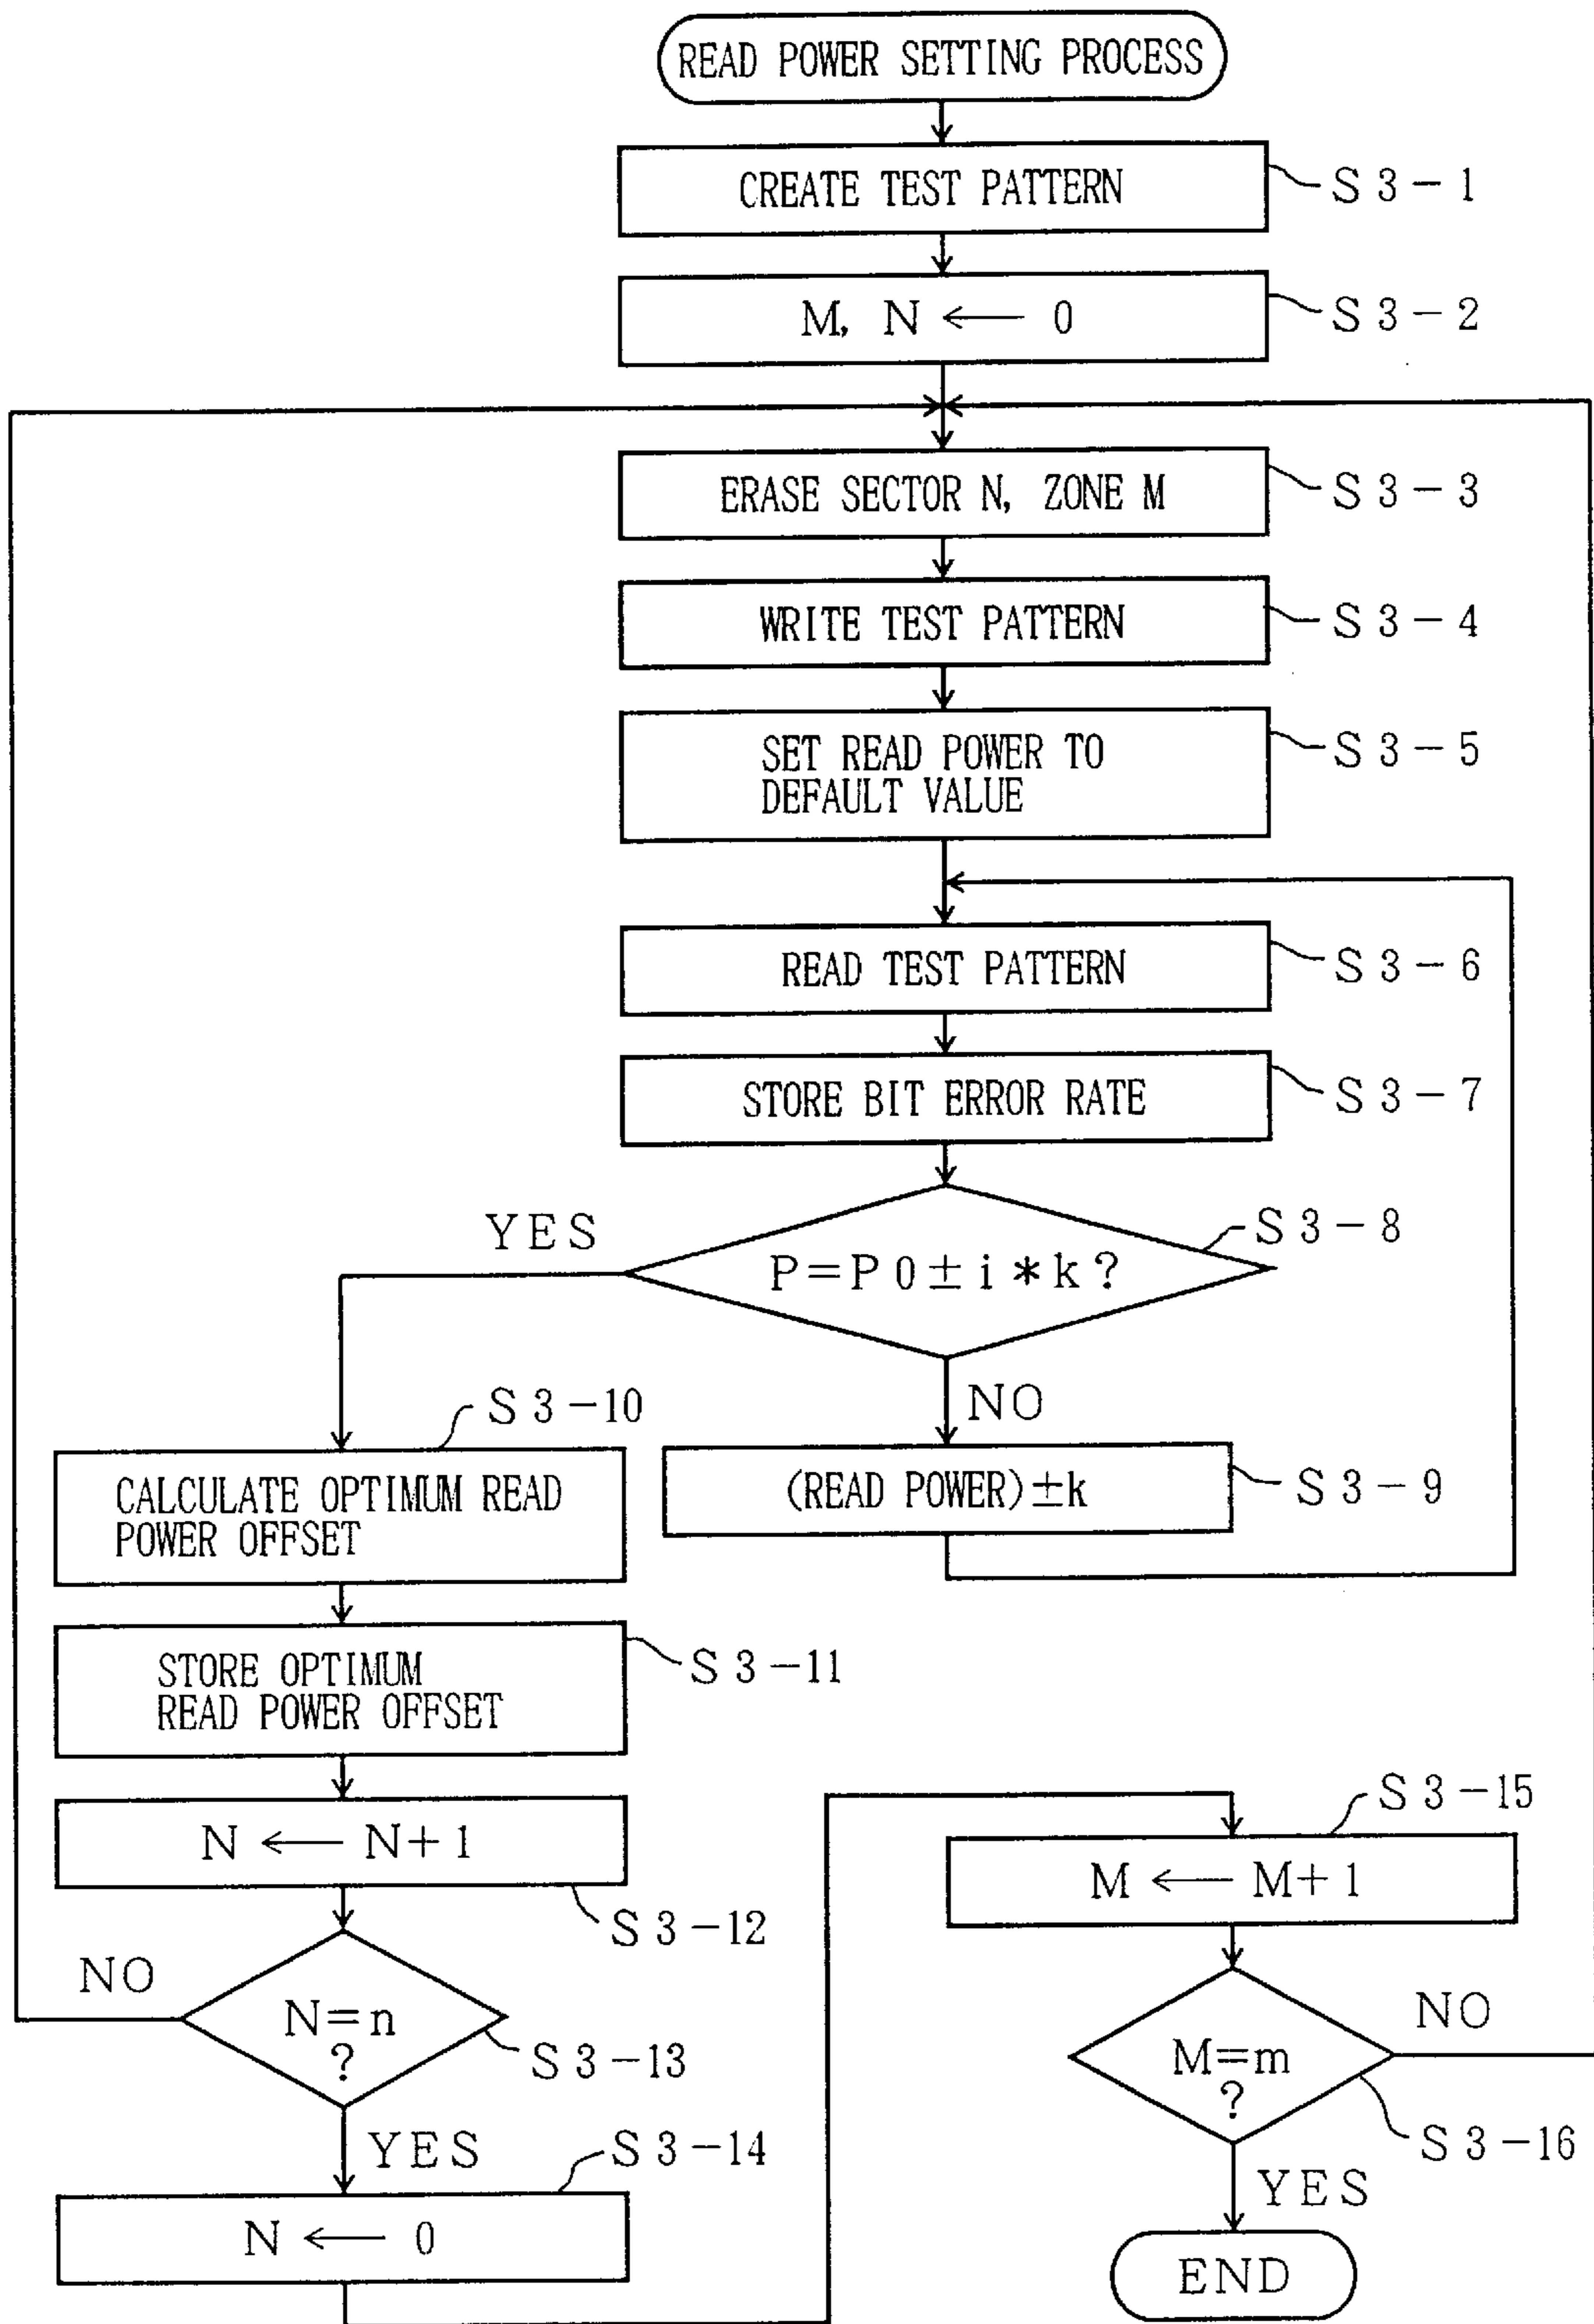 READ POWER SETTING PROCESS
CREATE TEST PATTERN
S3-1
M, N ← 0
S3-2
ERASE SECTOR N, ZONE M
S3-3
WRITE TEST PATTERN
S3-4
SET READ POWER TO
DEFAULT VALUE
S3-5
READ TEST PATTERN
S3-6
STORE BIT ERROR RATE
S3-7
YES
P=P0±i*k?
S3-8
NO
(READ POWER)±k
S3-9
S3-10
CALCULATE OPTIMUM READ
POWER OFFSET
STORE OPTIMUM
READ POWER OFFSET
S3-11
N ← N+1
S3-12
NO
N=n
?
S3-13
YES
S3-14
N ← 0
S3-15
M ← M+1
M=m
?
NO
S3-16
YES
END